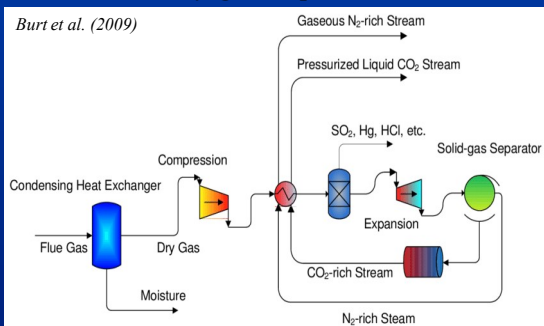 Burt et al. (2009)
Gaseous N₂-rich Stream
Pressurized Liquid CO₂ Stream
SO₂, Hg, HCl, etc.
Solid-gas Separator
Compression
Condensing Heat Exchanger
Expansion
Flue Gas
Dry Gas
CO₂-rich Stream
Moisture
N₂-rich Steam